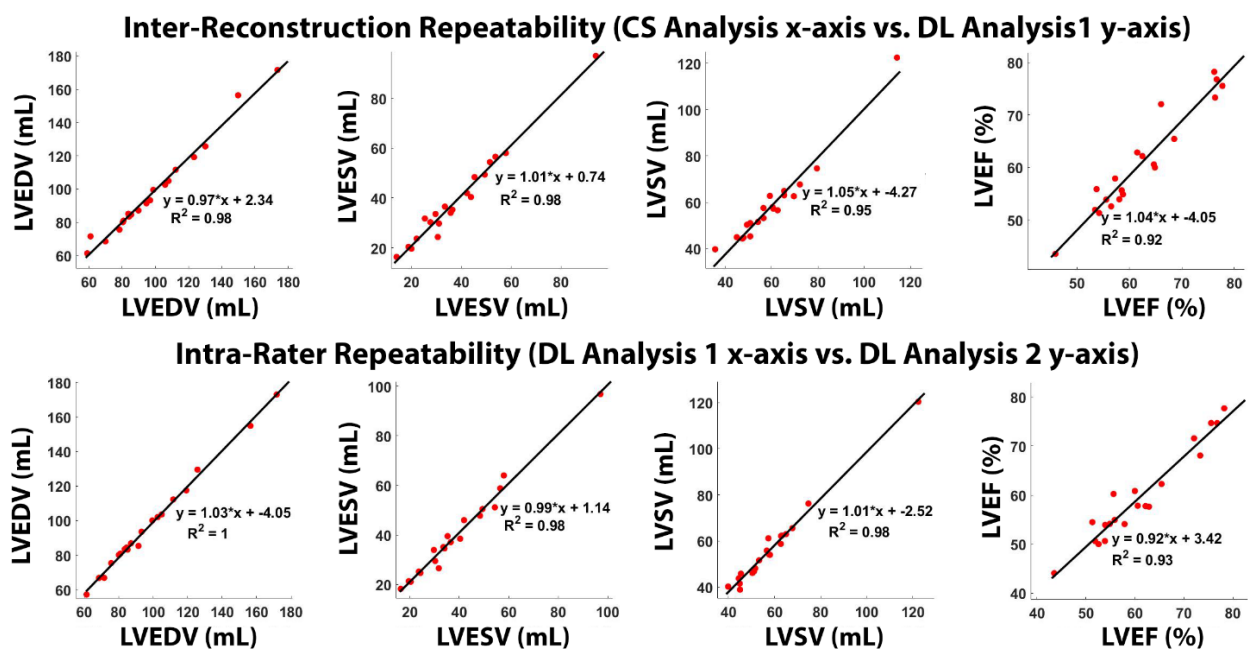 Inter-Reconstruction Repeatability (CS Analysis x-axis vs. DL Analysis1 y-axis)
180
160
140
120
100
80
60
LVEDV (mL)
y = 0.97*x + 2.34
R² = 0.98
60 80 100 120 140 160 180
LVEDV (mL)
80
60
40
20
LVESV (mL)
y = 1.01*x + 0.74
R² = 0.98
20 40 60 80
LVESV (mL)
120
100
80
60
40
LVSV (mL)
y = 1.05*x + -4.27
R² = 0.95
40 60 80 100 120
LVSV (mL)
80
70
60
50
LVEF (%)
y = 1.04*x + -4.05
R² = 0.92
50 60 70 80
LVEF (%)
Intra-Rater Repeatability (DL Analysis 1 x-axis vs. DL Analysis 2 y-axis)
180
160
140
120
100
80
60
LVEDV (mL)
y = 1.03*x + -4.05
R² = 1
60 80 100 120 140 160 180
LVEDV (mL)
100
80
60
40
20
LVESV (mL)
y = 0.99*x + 1.14
R² = 0.98
20 40 60 80 100
LVESV (mL)
120
100
80
60
40
LVSV (mL)
y = 1.01*x + -2.52
R² = 0.98
40 60 80 100 120
LVSV (mL)
80
70
60
50
40
LVEF (%)
y = 0.92*x + 3.42
R² = 0.93
40 50 60 70 80
LVEF (%)